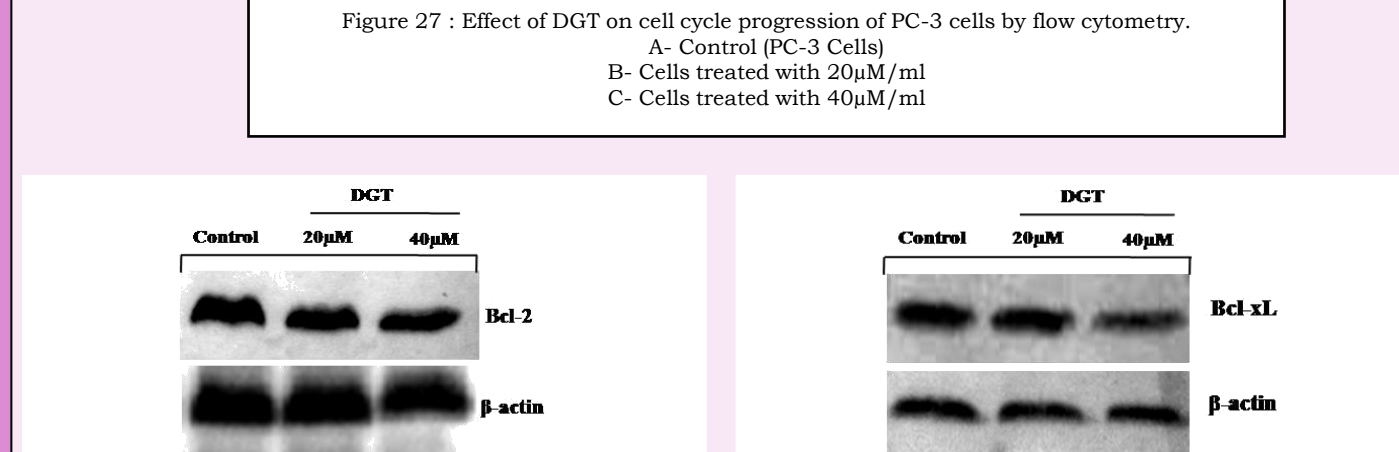 Figure 27 : Effect of DGT on cell cycle progression of PC-3 cells by flow cytometry.
A- Control (PC-3 Cells)
B- Cells treated with 20µM/ml
C- Cells treated with 40µM/ml
DGT
Control 20µM 40µM
Bcl-2
β-actin
DGT
Control 20µM 40µM
Bcl-xL
β-actin